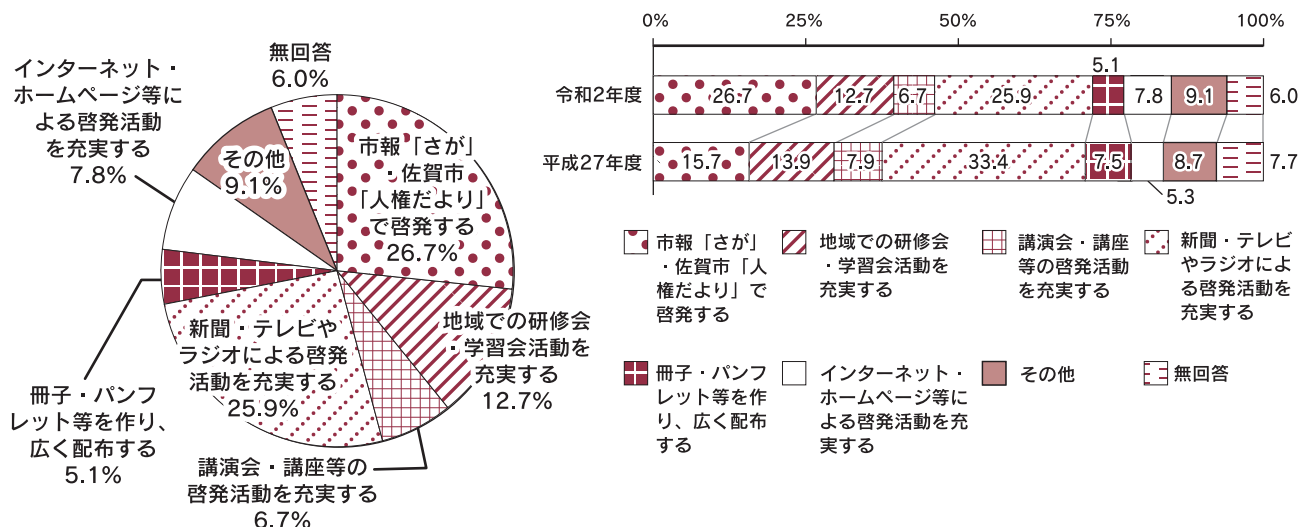 無回答
6.0%
インターネット・
ホームページ等に
よる啓発活動
を充実する
7.8%
その他
9.1%
市報「さが」
・佐賀市
「人権だより」
で啓発する
26.7%
地域での研修会
・学習会活動を
充実する
12.7%
新聞・テレビや
ラジオによる啓発
活動を充実する
25.9%
冊子・パンフ
レット等を作り、
広く配布する
5.1%
講演会・講座等の
啓発活動を充実する
6.7%
0% 25% 50% 75% 100%
5.1
令和2年度 26.7 12.7 6.7 25.9 7.8 9.1 6.0
平成27年度 15.7 13.9 7.9 33.4 7.5 8.7 7.7
5.3
市報「さが」
・佐賀市「人
権だより」で
啓発する
地域での研修会
・学習会活動を
充実する
講演会・講座
等の啓発活動
を充実する
新聞・テレビ
やラジオによ
る啓発活動を
充実する
冊子・パンフ
レット等を作
り、広く配布
する
インターネット・
ホームページ等に
よる啓発活動を充
実する
その他
無回答